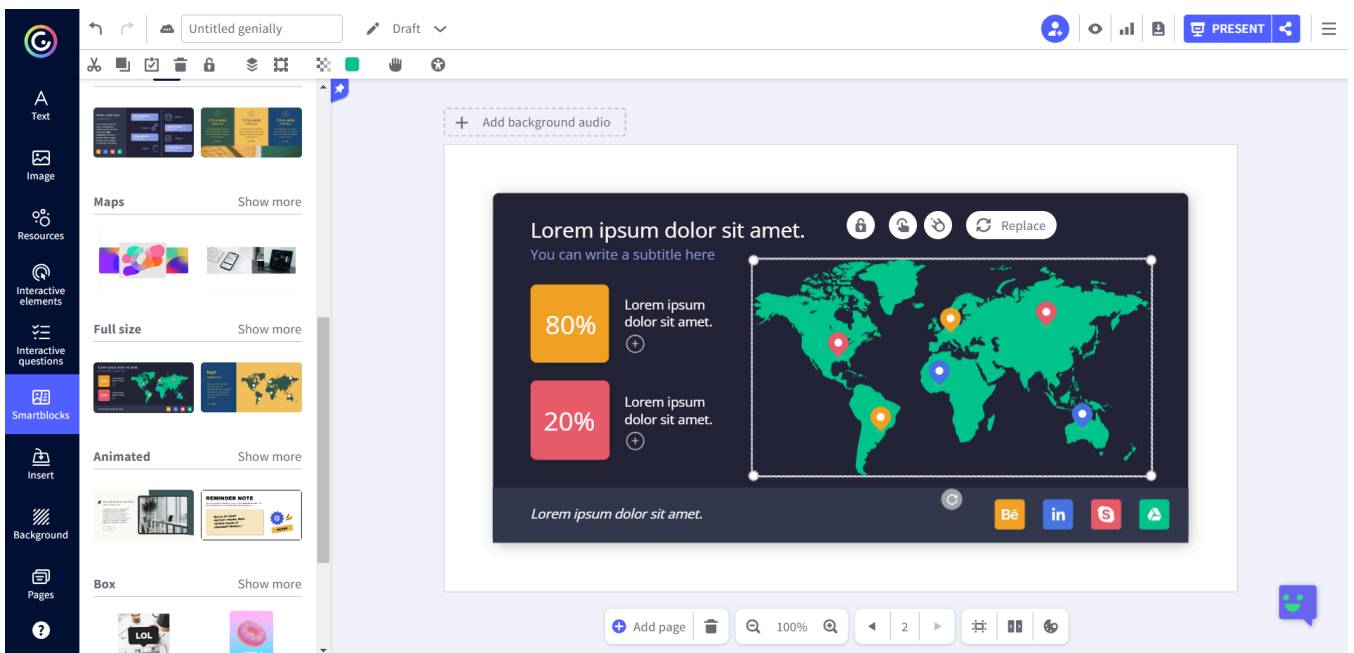 Untitled genially
Draft
PRESENT
Text
Image
Resources
Interactive
elements
Interactive
questions
Smartblocks
Insert
Background
Pages
?
Maps
Show more
Full size
Show more
Animated
Show more
REMINDER NOTE
Box
Show more
LOL
Add background audio
Lorem ipsum dolor sit amet.
You can write a subtitle here
Replace
80%
Lorem ipsum
dolor sit amet.
20%
Lorem ipsum
dolor sit amet.
Lorem ipsum dolor sit amet.
Bē
in
S
Add page
100%
2